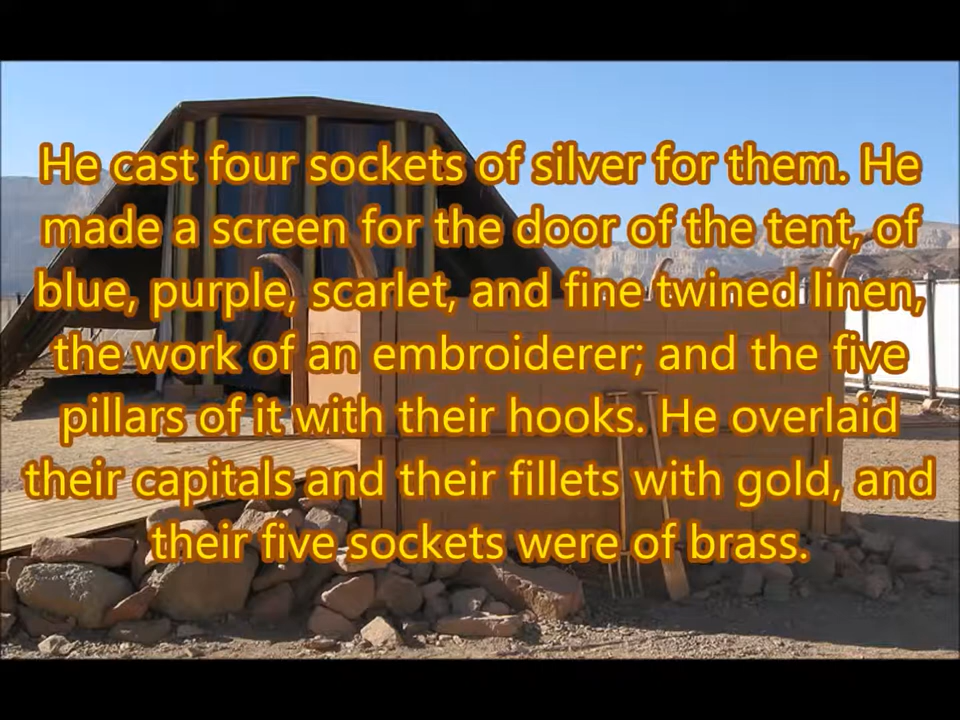 He cast four sockets of silver for them. He
made a screen for the door of the tent, of
blue, purple, scarlet, and fine twined linen,
the work of an embroiderer; and the five
pillars of it with their hooks. He overlaid
their capitals and their fillets with gold, and
their five sockets were of brass.